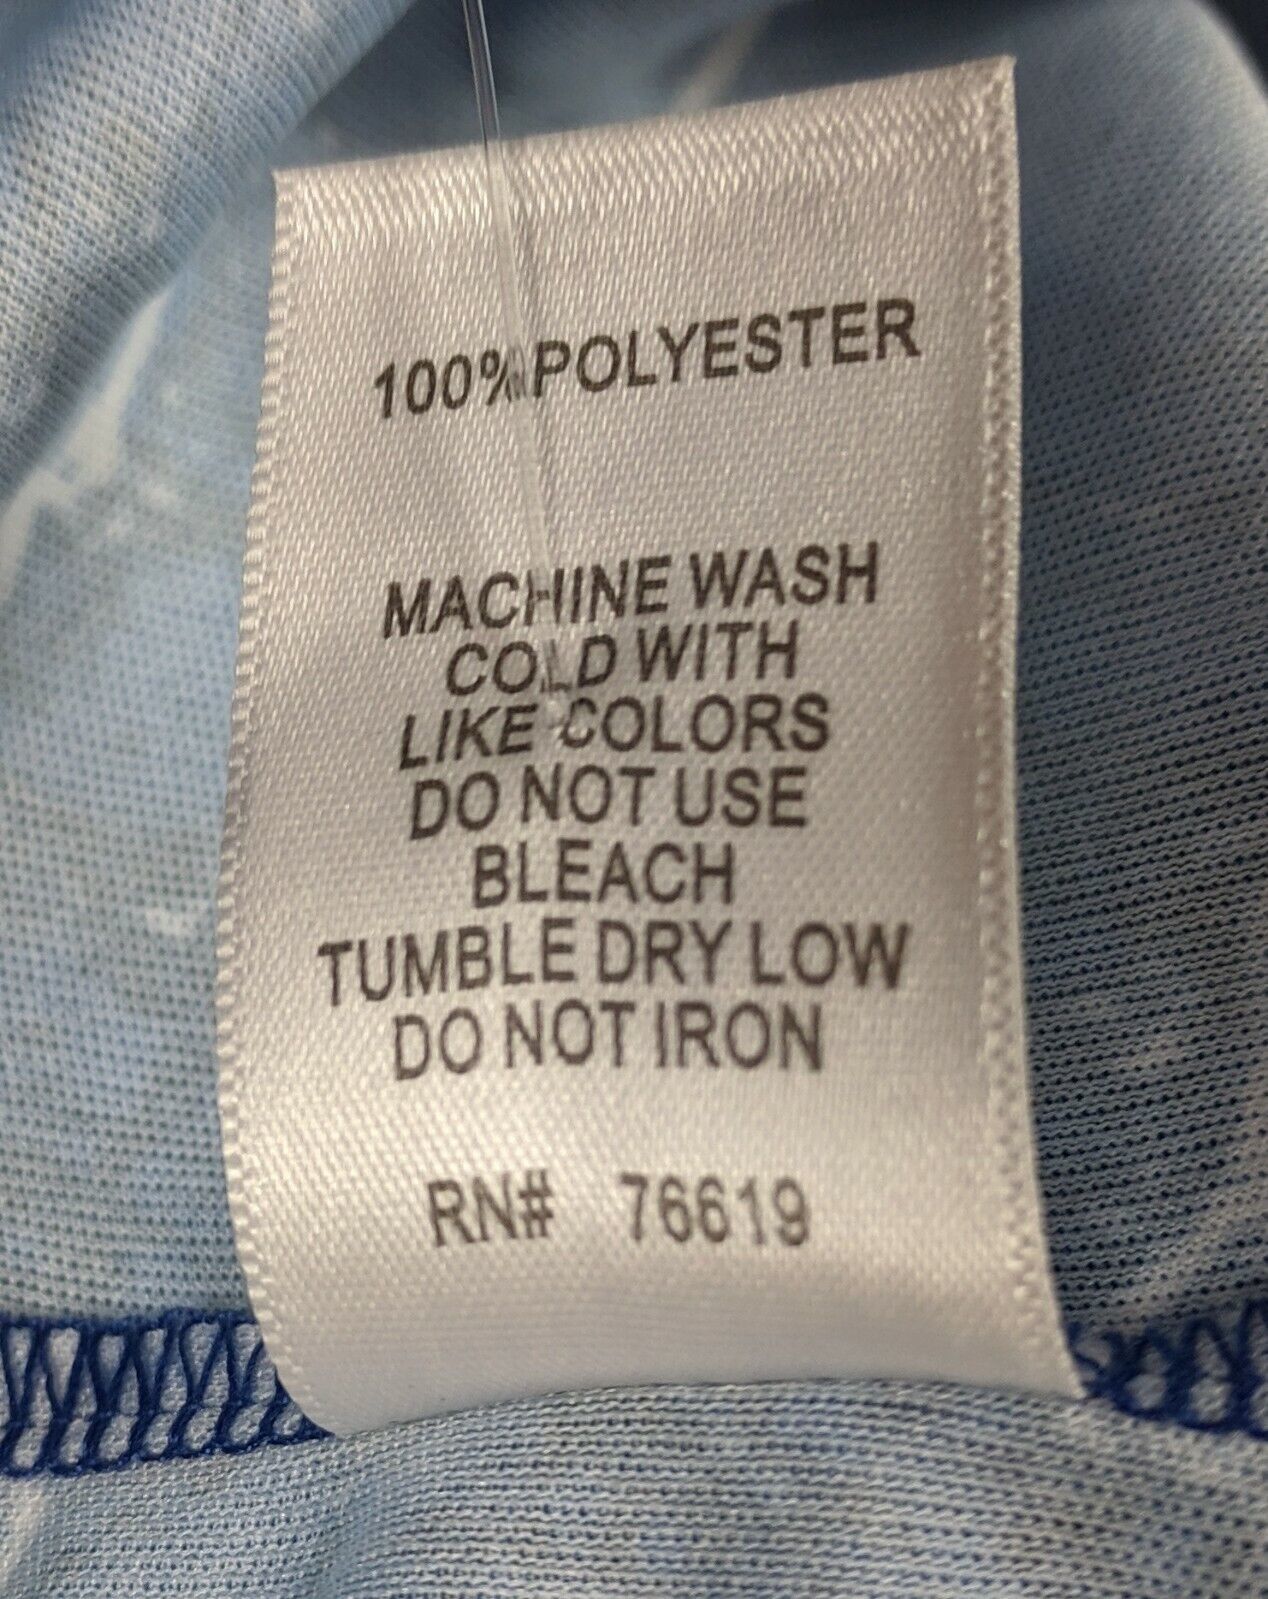 100% POLYESTER
MACHINE WASH
COLD WITH
LIKE COLORS
DO NOT USE
BLEACH
TUMBLE DRY LOW
DO NOT IRON
RN# 76619